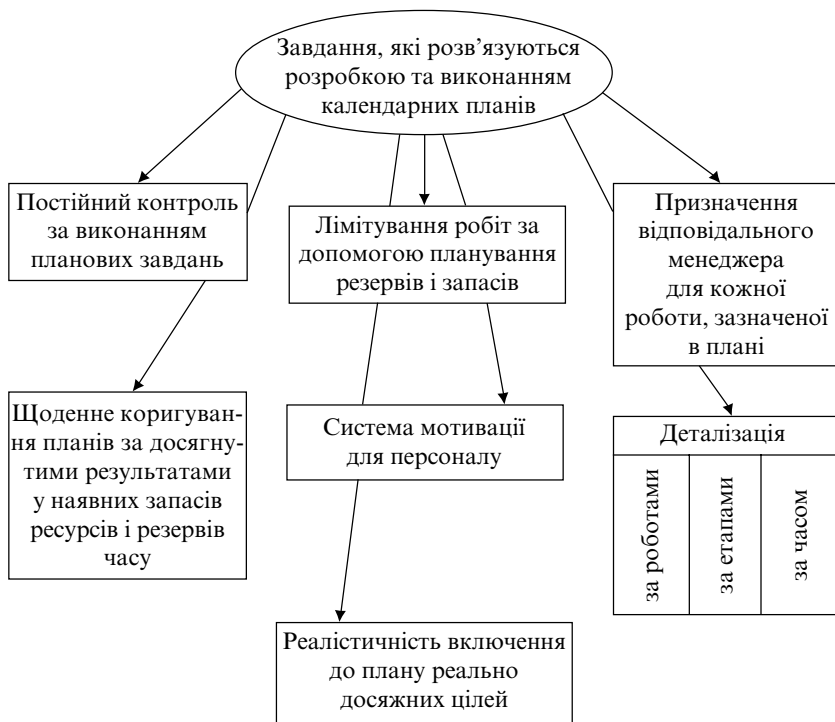 Завдання, які розв'язуються
розробкою та виконанням
календарних планів
Постійний контроль
за виконанням
планових завдань
Лімітування робіт за
допомогою планування
резервів і запасів
Призначення
відповідального
менеджера
для кожної
роботи, зазначеної
в плані
Щоденне коригуван-
ня планів за досягну-
тими результатами
у наявних запасів
ресурсів і резервів
часу
Система мотивації
для персоналу
Деталізація
за роботами
за етапами
за часом
Реалістичність включення
до плану реально
досяжних цілей